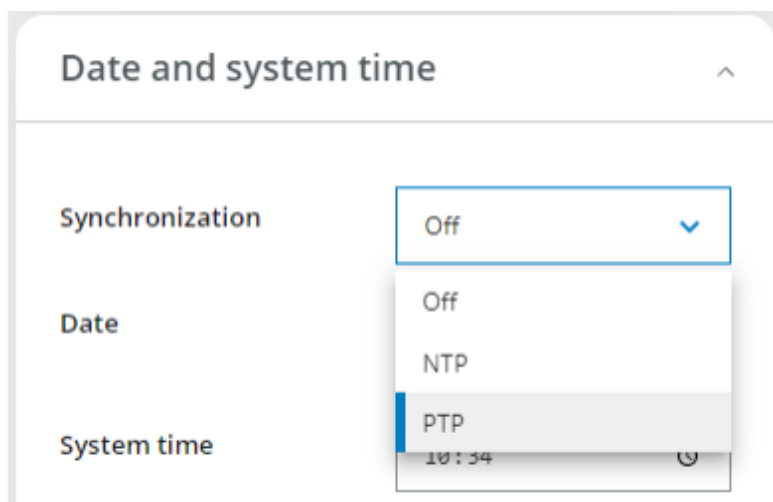 Date and system time
Synchronization
Off
Off
Date
NTP
PTP
System time
10:34